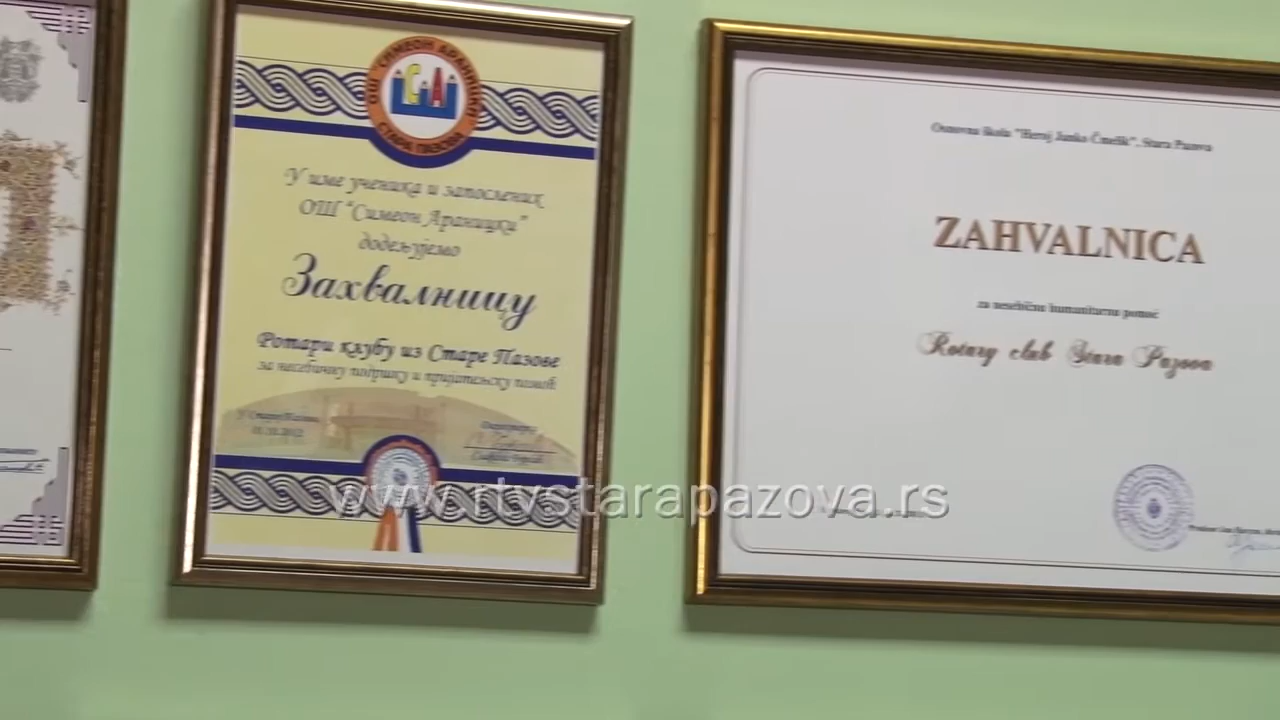 ОШ "СИМЕОН АРАНИЦКИ"
СТАРА ПАЗОВА
У име ученика и запослених
ОШ "Симеон Араницки"
додељујемо
Захвалницу
Ротари клубу из Старе Пазове
за несебичну подршку и пријатељску помоћ
Osnovna škola "Heroj Janko Čmelik", Stara Pazova
ZAHVALNICA
za nesebičnu humanitarnu pomoć
Rotary club Stara Pazova
www.rtvstarapazova.rs